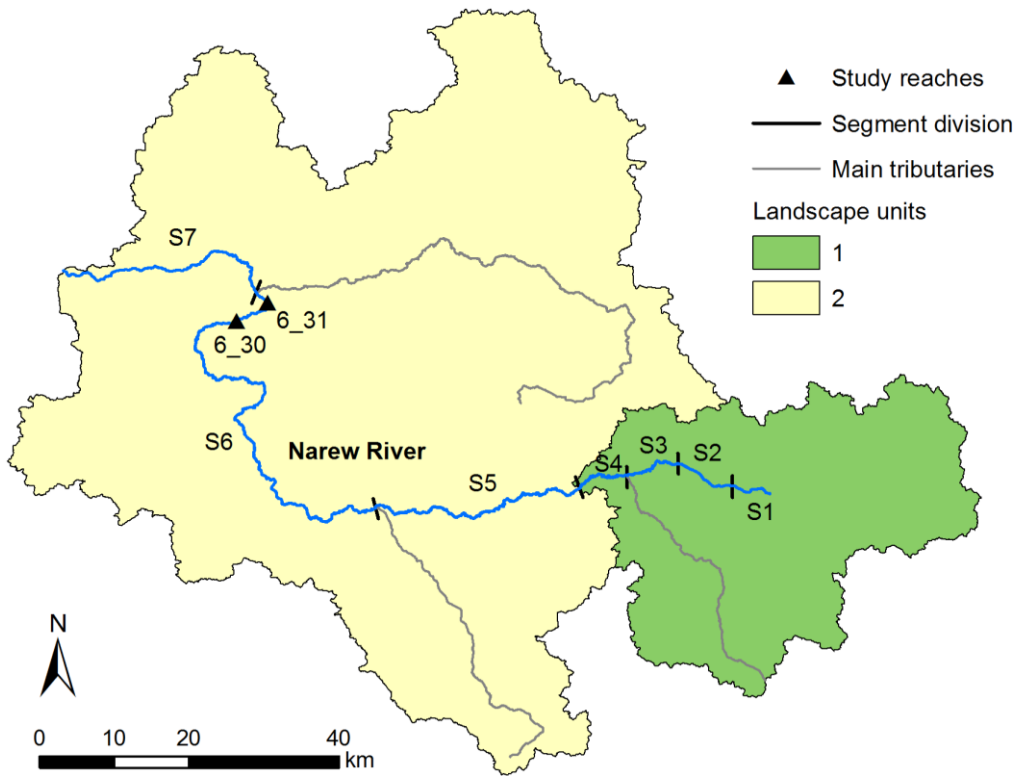 Study reaches
Segment division
Main tributaries
Landscape units
1
2
S7
6_31
6_30
S6
Narew River
S5
S4
S3
S2
S1
N
0 10 20 40
km